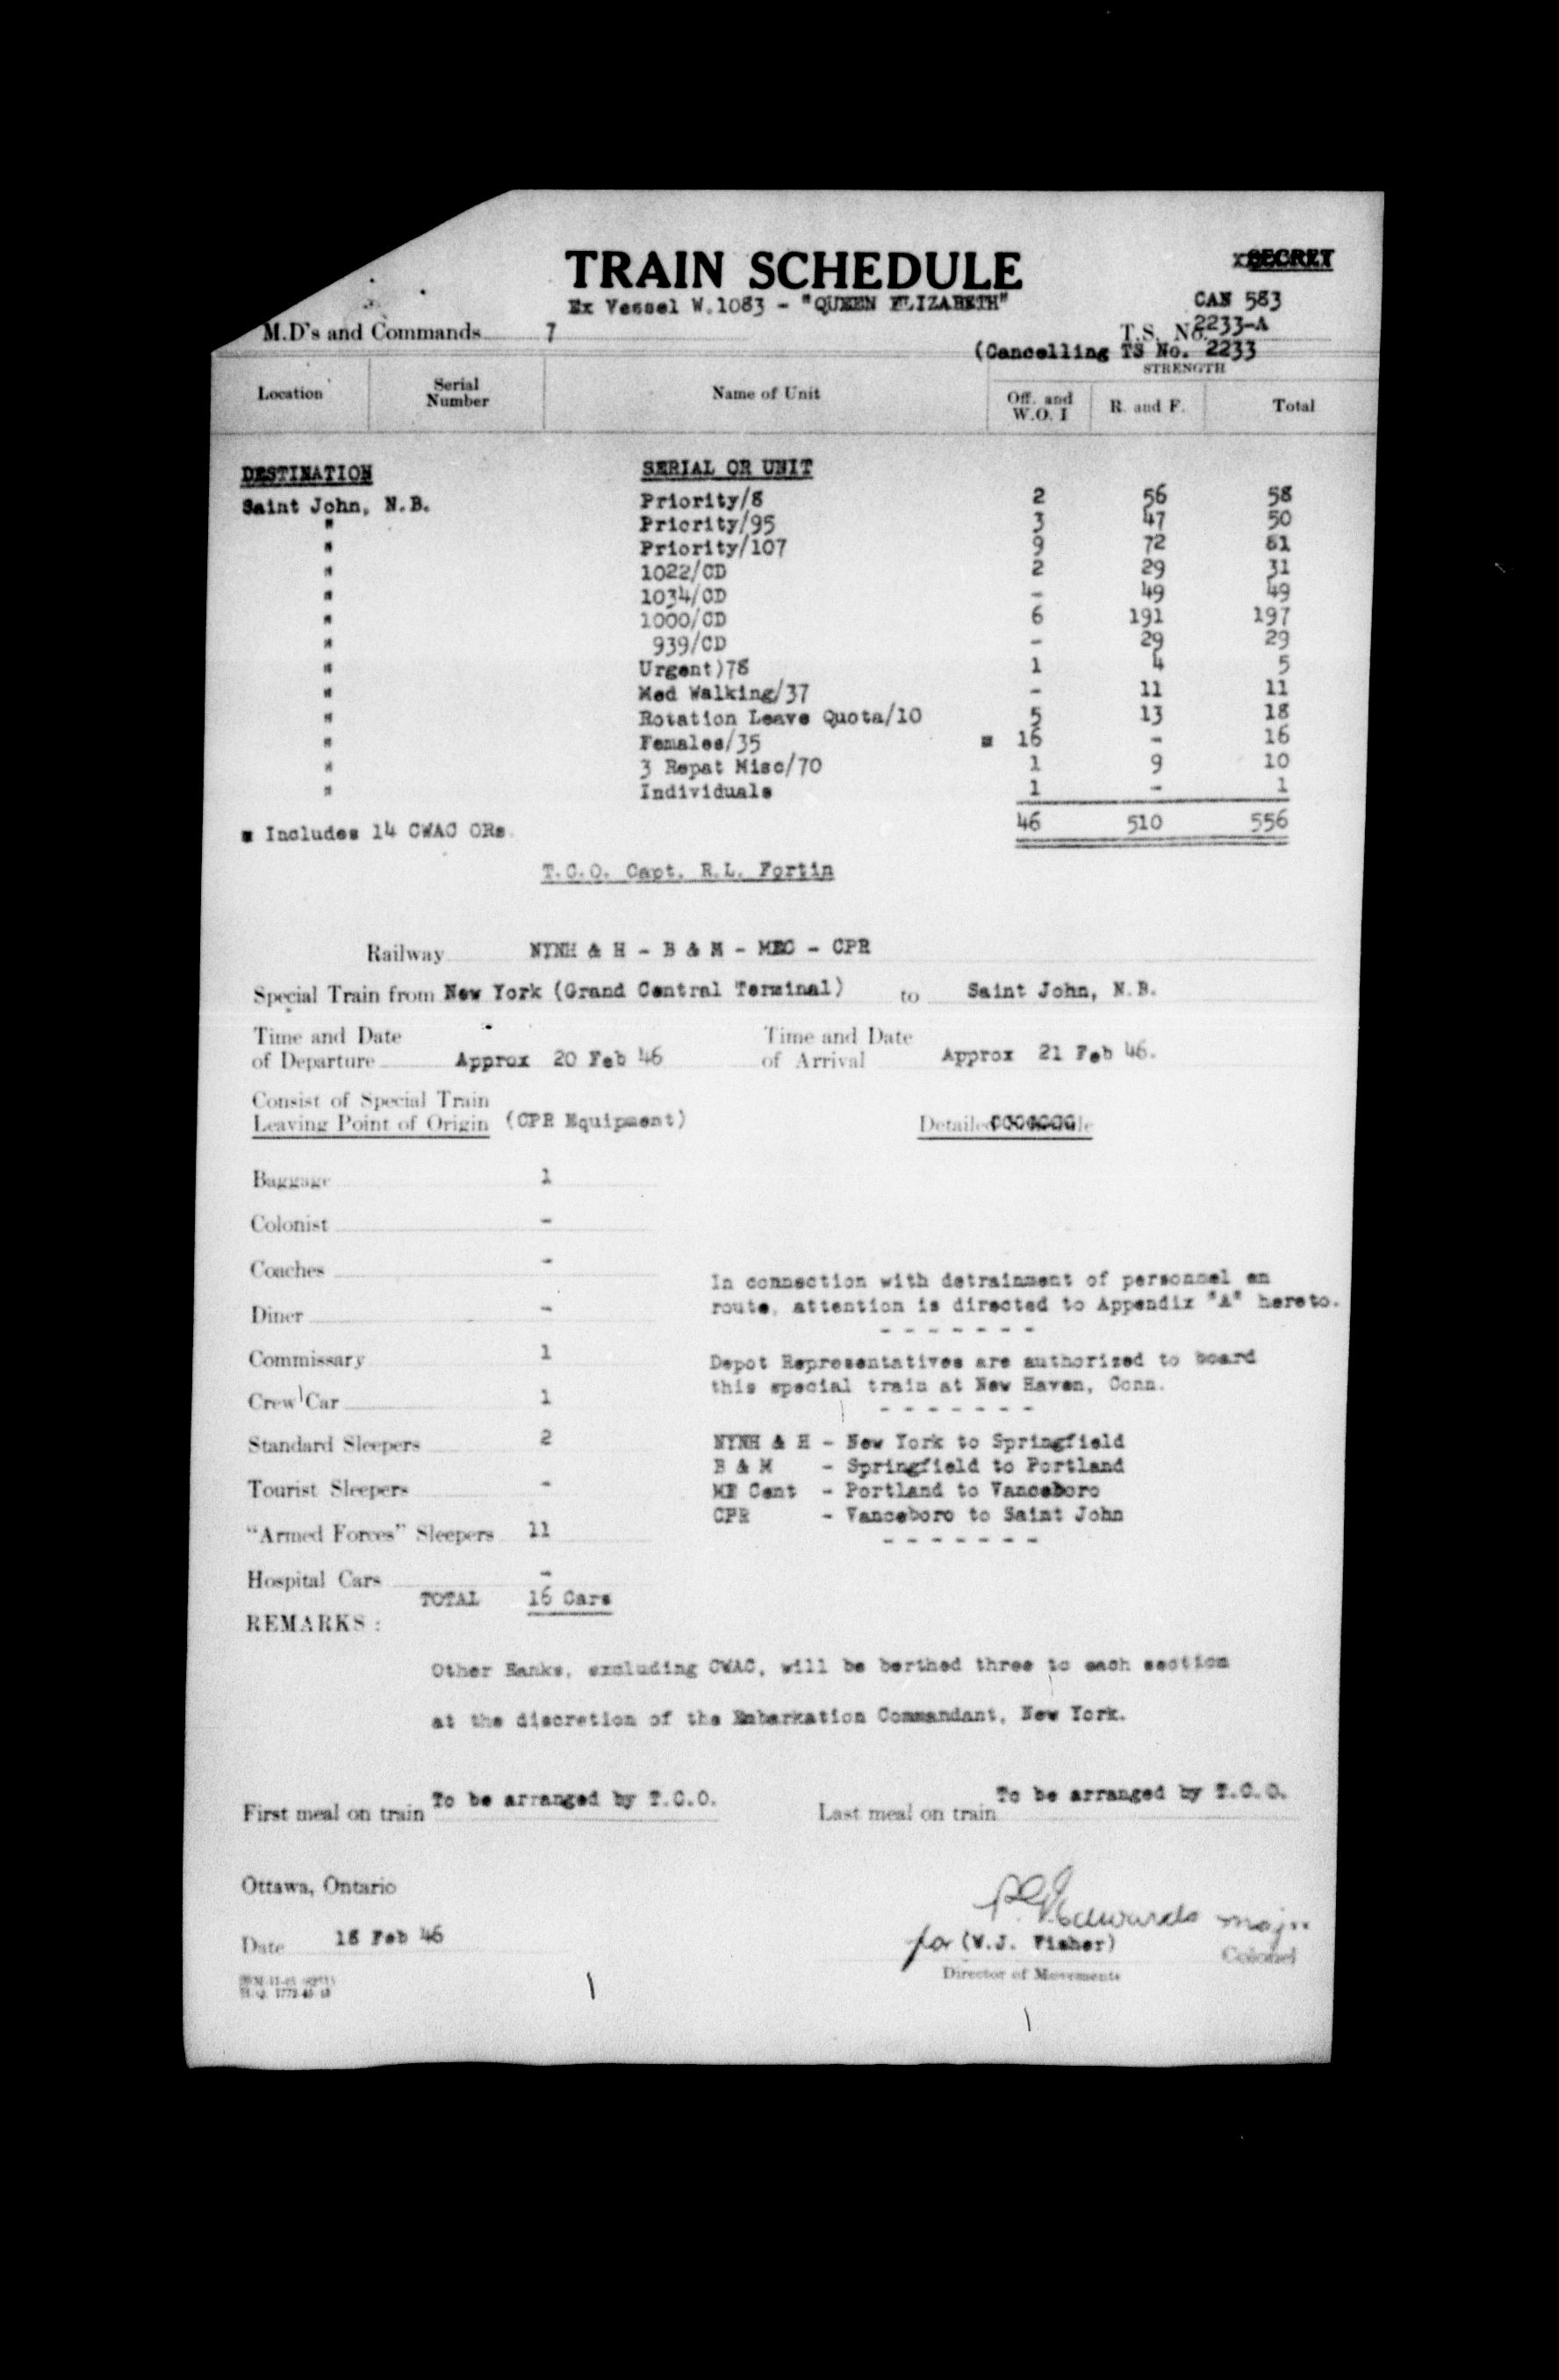 TRAIN SCHEDULE
SECRET
Ex Vessel W.1083 - "QUEEN ELIZABETH"
CAN 583
M.D's and Commands 7
T.S. No. 2233-A
(Cancelling TS No. 2233
STRENGTH
Location Serial Number Name of Unit Off. and W.O. I R. and F. Total
DESTINATION SERIAL OR UNIT
Saint John, N.B. Priority/8 2 56 58
" Priority/95 3 47 50
" Priority/107 9 72 81
" 1022/CD 2 29 31
" 1034/CD - 49 49
" 1000/CD 6 191 197
" 939/CD - 29 29
" Urgent)78 1 4 5
" Med Walking/37 - 11 11
" Rotation Leave Quota/10 5 13 18
" Females/35 * 16 - 16
" 3 Repat Misc/70 1 9 10
" Individuals 1 - 1
46 510 556
* Includes 14 CWAC ORs
T.C.O. Capt. R.L. Fortin
Railway NYNH & H - B & M - MEC - CPR
Special Train from New York (Grand Central Terminal) to Saint John, N.B.
Time and Date of Departure Approx 20 Feb 46
Time and Date of Arrival Approx 21 Feb 46.
Consist of Special Train
Leaving Point of Origin (CPR Equipment)
Baggage 1
Colonist -
Coaches -
In connection with detrainment of personnel en
route, attention is directed to Appendix "A" hereto.
- - - - - - -
Diner -
Commissary 1
Depot Representatives are authorized to board
this special train at New Haven, Conn.
- - - - - - -
Crew Car 1
Standard Sleepers 2
NYNH & H - New York to Springfield
B & M - Springfield to Portland
ME Cent - Portland to Vanceboro
CPR - Vanceboro to Saint John
- - - - - - -
Tourist Sleepers -
"Armed Forces" Sleepers 11
Hospital Cars -
TOTAL 16 Cars
REMARKS :
Other Ranks, excluding CWAC, will be berthed three to each section
at the discretion of the Embarkation Commandant, New York.
First meal on train To be arranged by T.C.O.
Last meal on train To be arranged by T.C.O.
Ottawa, Ontario
Date 18 Feb 46
Edwards Major
for (W.J. Fisher) Colonel
Director of Movements